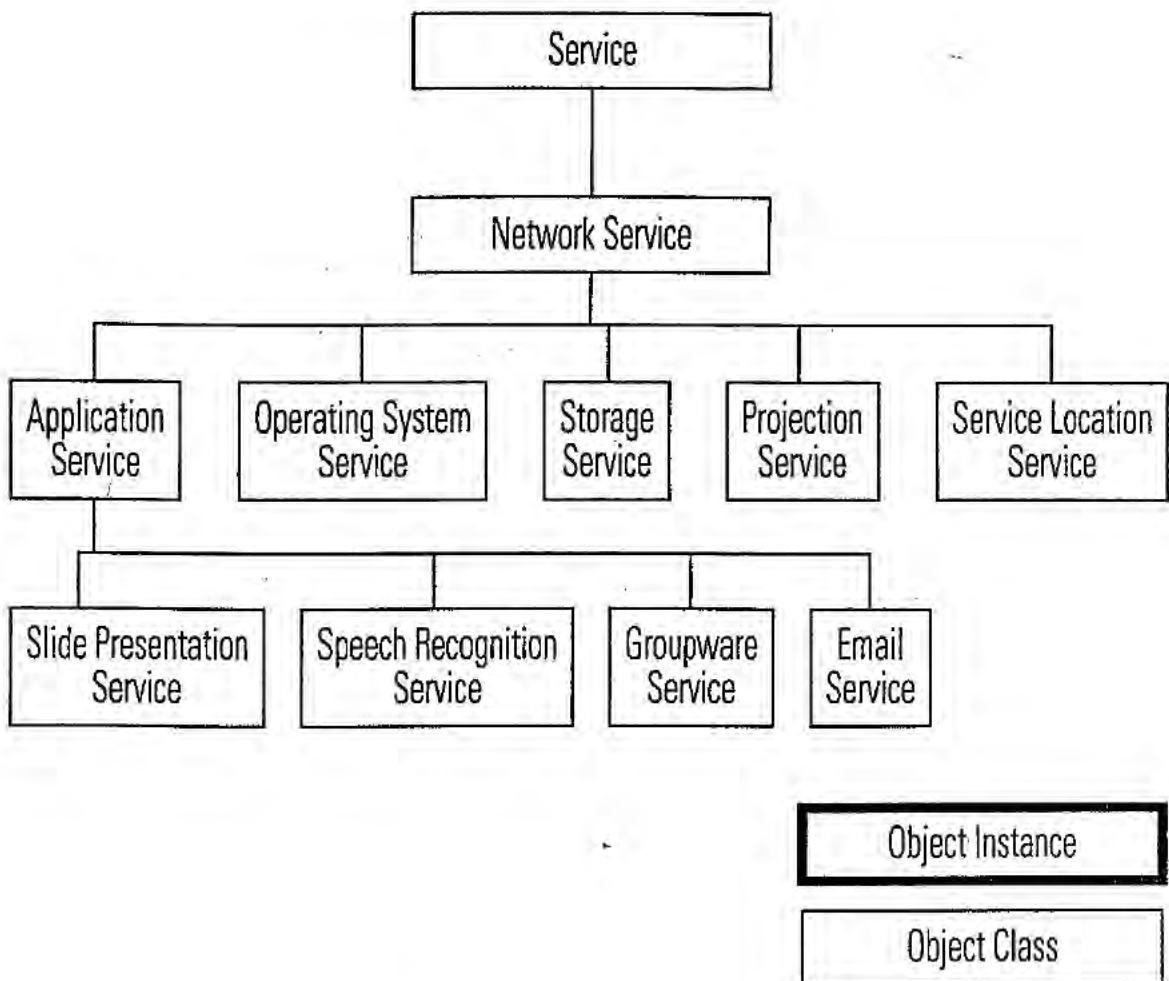 Service
Network Service
Application
Service
Operating System
Service
Storage
Service
Projection
Service
Service Location
Service
Slide Presentation
Service
Speech Recognition
Service
Groupware
Service
Email
Service
Object Instance
Object Class